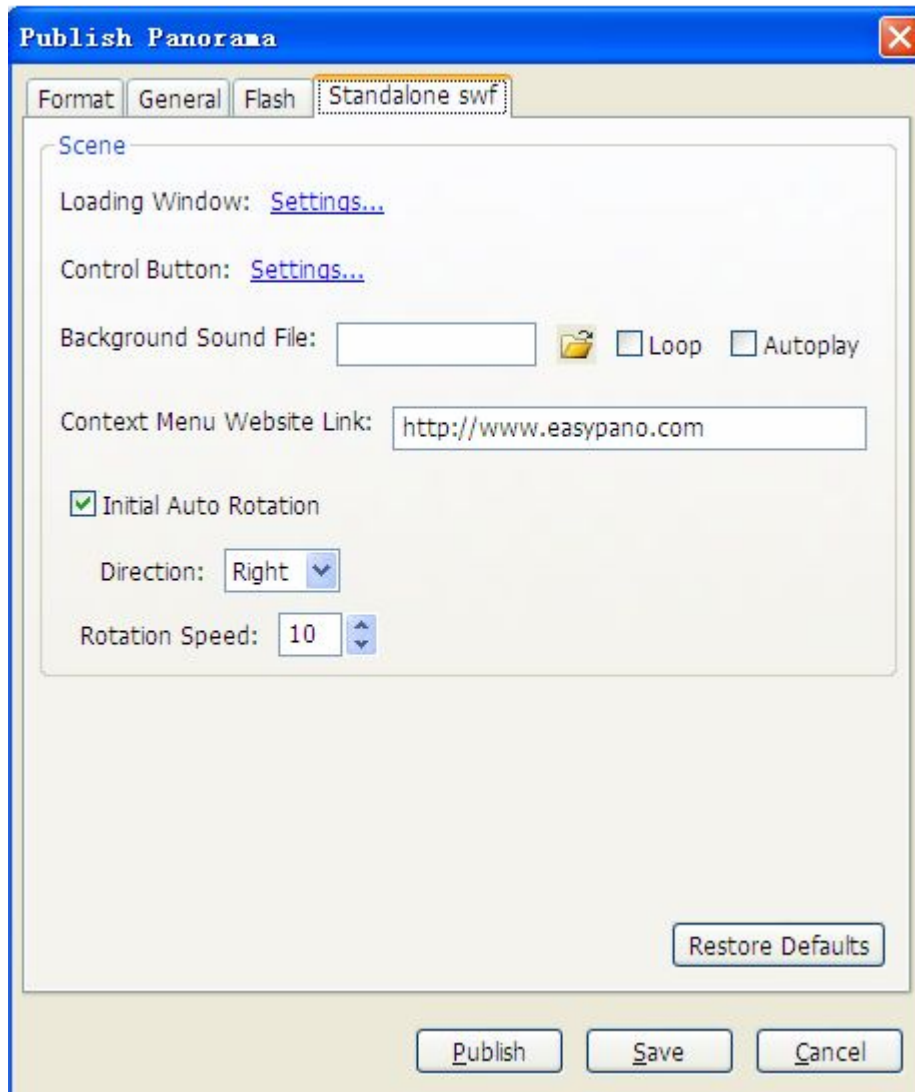 Publish Panorama
Format General Flash Standalone swf
Scene
Loading Window: Settings...
Control Button: Settings...
Background Sound File: Loop Autoplay
Context Menu Website Link: http://www.easypano.com
Initial Auto Rotation
Direction: Right
Rotation Speed: 10
Restore Defaults
Publish Save Cancel